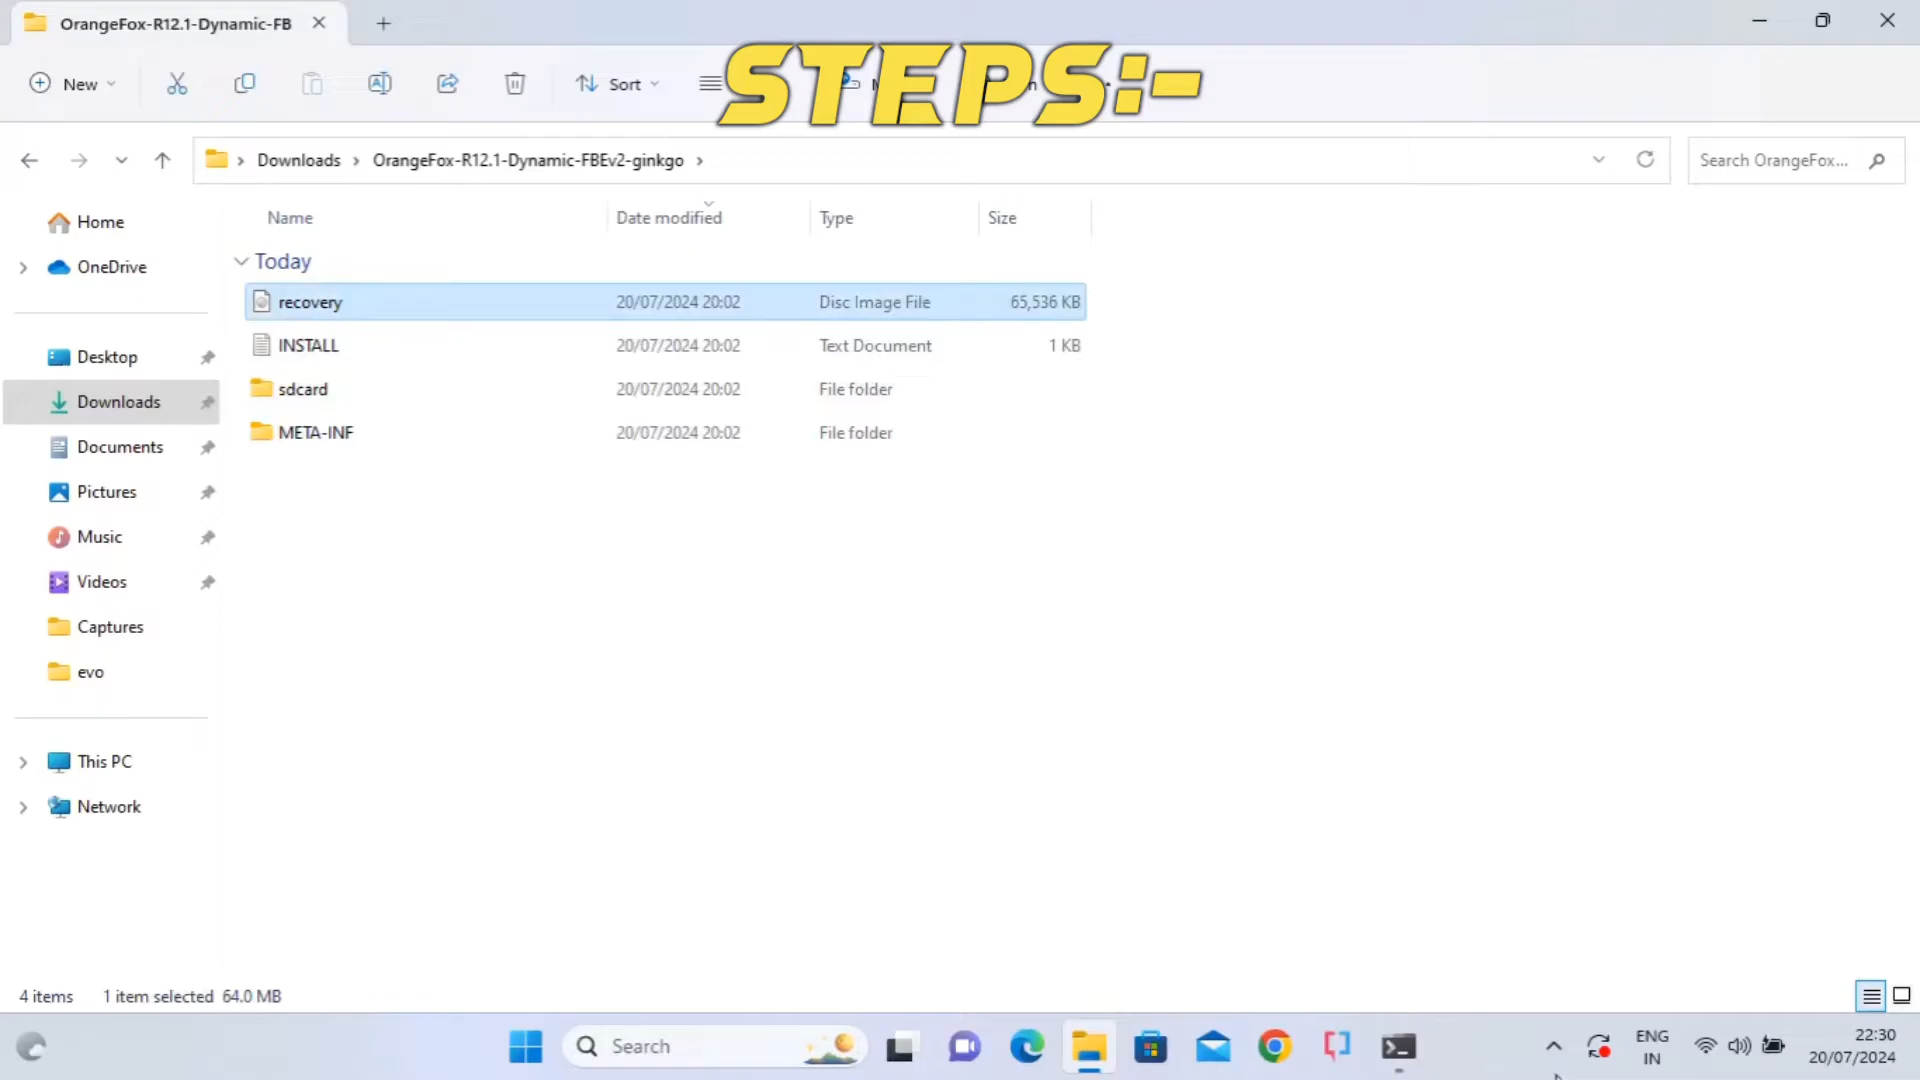 OrangeFox-R12.1-Dynamic-FB
STEPS:-
New
Sort
Downloads > OrangeFox-R12.1-Dynamic-FBEv2-ginkgo >
Search OrangeFox...
Name Date modified Type Size
Today
recovery 20/07/2024 20:02 Disc Image File 65,536 KB
INSTALL 20/07/2024 20:02 Text Document 1 KB
sdcard 20/07/2024 20:02 File folder
META-INF 20/07/2024 20:02 File folder
Home
OneDrive
Desktop
Downloads
Documents
Pictures
Music
Videos
Captures
evo
This PC
Network
4 items 1 item selected 64.0 MB
Search
ENG
IN
22:30
20/07/2024